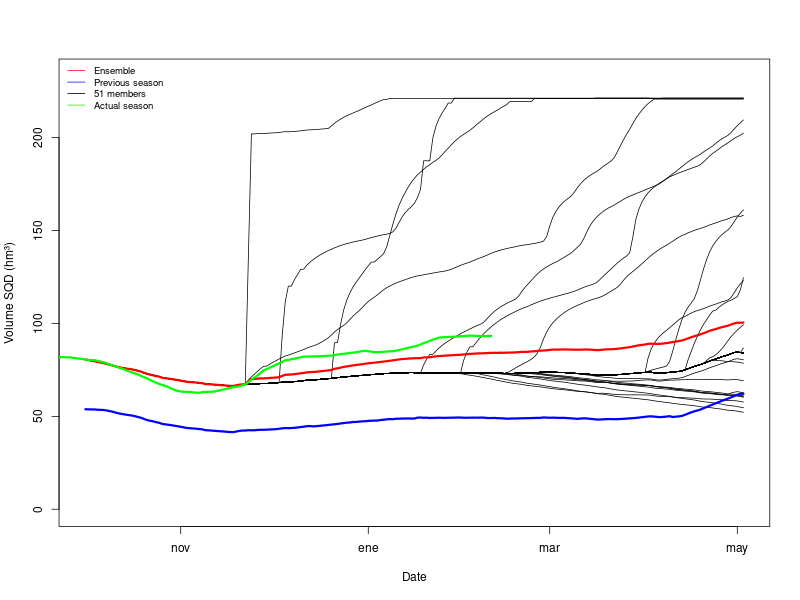 Ensemble
Previous season
51 members
Actual season
Volume SQD (hm³)
200
150
100
50
0
nov ene mar may
Date